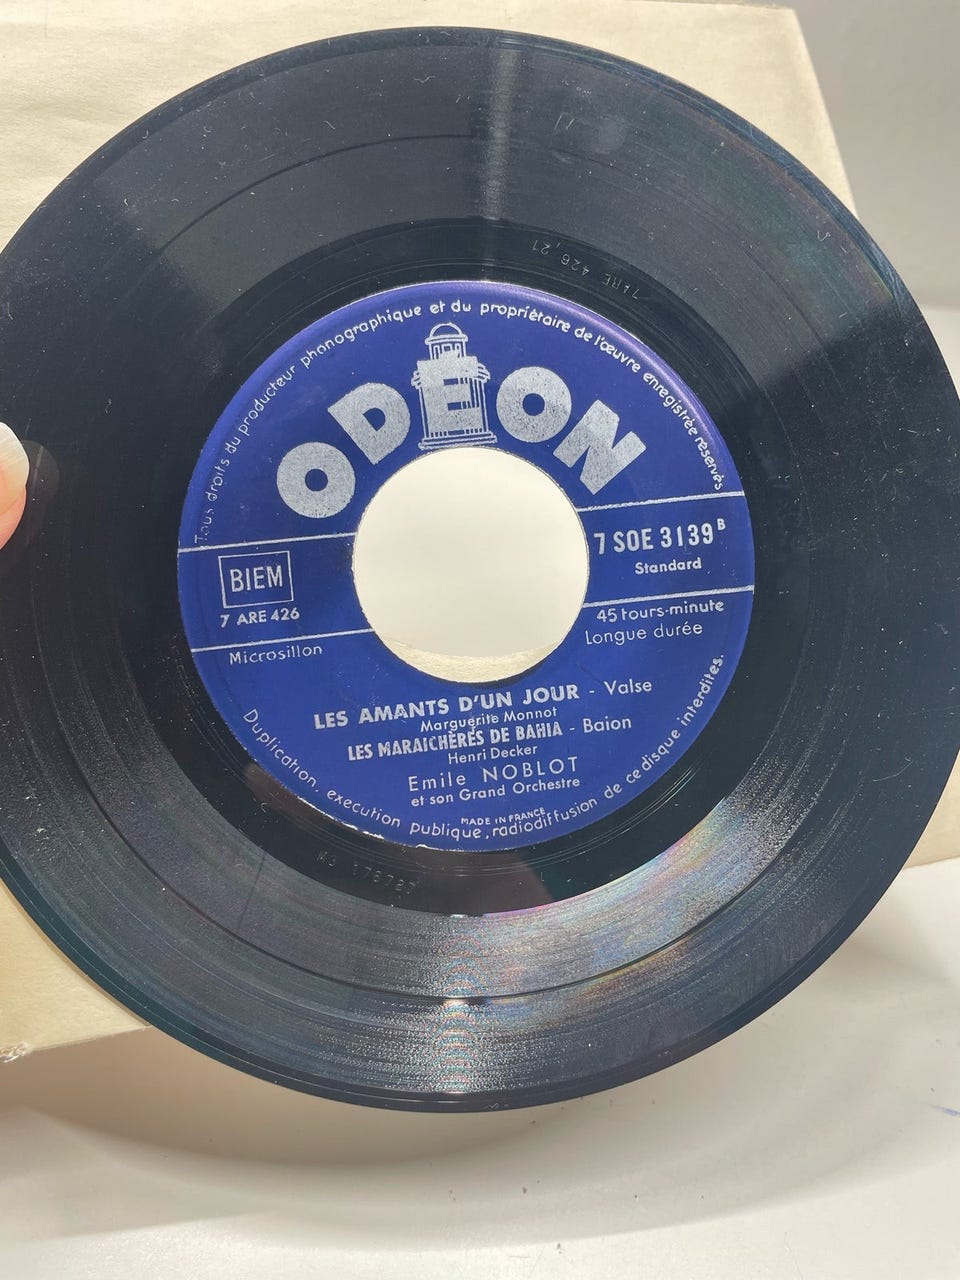 Tous droits du producteur phonographique et du propriétaire de l'œuvre enregistrée réservés
ODEON
BIEM
7 ARE 426
7 SOE 3139 B
Standard
Microsillon
45 tours-minute
Longue durée
LES AMANTS D'UN JOUR - Valse
Marguerite Monnot
LES MARAICHÈRES DE BAHIA - Baion
Henri Decker
Emile NOBLOT
et son Grand Orchestre
MADE IN FRANCE
Duplication, execution publique, radiodiffusion de ce disque interdites.
7ARE 426 21